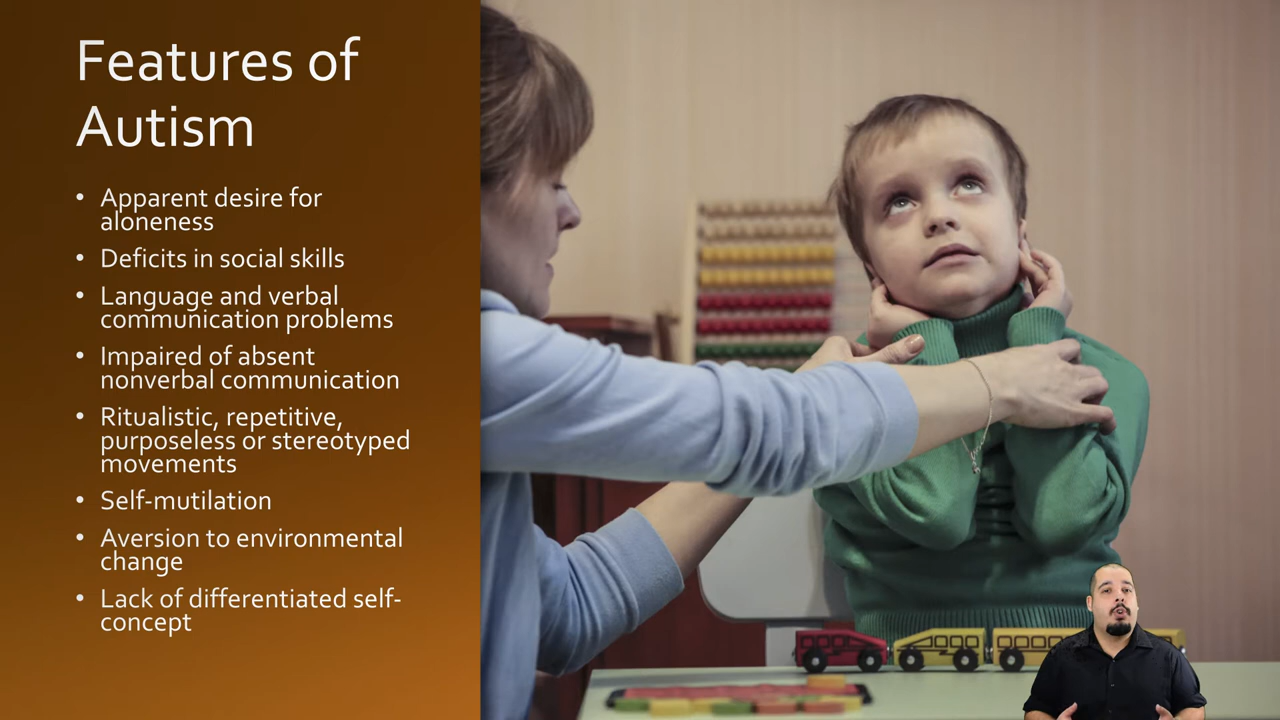 Features of
Autism
• Apparent desire for
aloneness
• Deficits in social skills
• Language and verbal
communication problems
• Impaired of absent
nonverbal communication
• Ritualistic, repetitive,
purposeless or stereotyped
movements
• Self-mutilation
• Aversion to environmental
change
• Lack of differentiated self-
concept